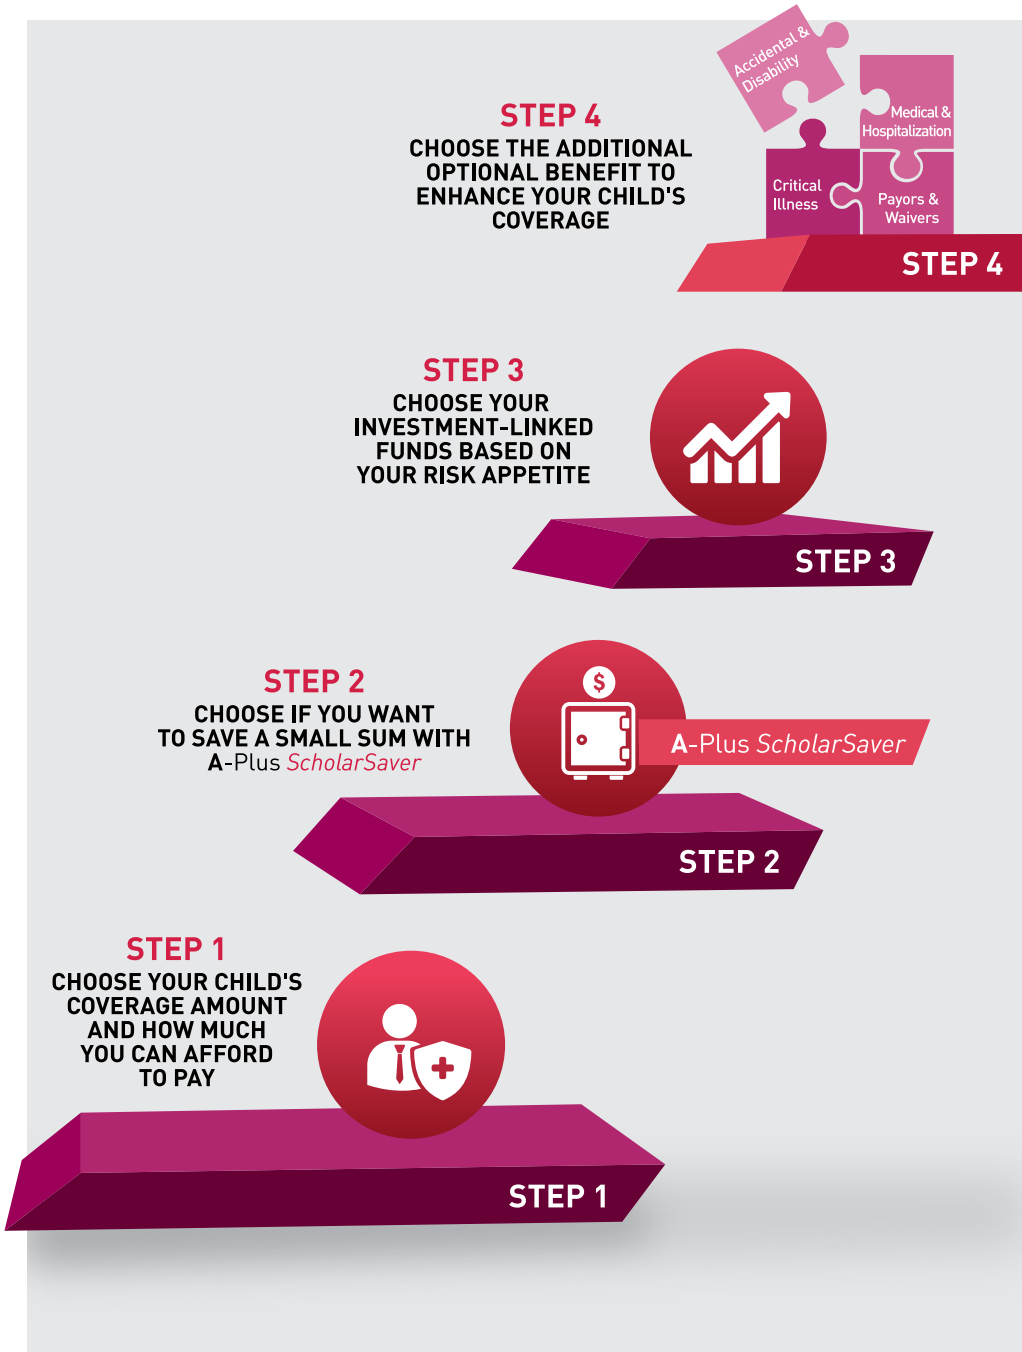 Accidental &
Disability
Medical &
Hospitalization
Critical
Illness
Payors &
Waivers
STEP 4
CHOOSE THE ADDITIONAL
OPTIONAL BENEFIT TO
ENHANCE YOUR CHILD'S
COVERAGE
STEP 4
STEP 3
CHOOSE YOUR
INVESTMENT-LINKED
FUNDS BASED ON
YOUR RISK APPETITE
STEP 3
STEP 2
CHOOSE IF YOU WANT
TO SAVE A SMALL SUM WITH
A-Plus ScholarSaver
$
A-Plus ScholarSaver
STEP 2
STEP 1
CHOOSE YOUR CHILD'S
COVERAGE AMOUNT
AND HOW MUCH
YOU CAN AFFORD
TO PAY
STEP 1